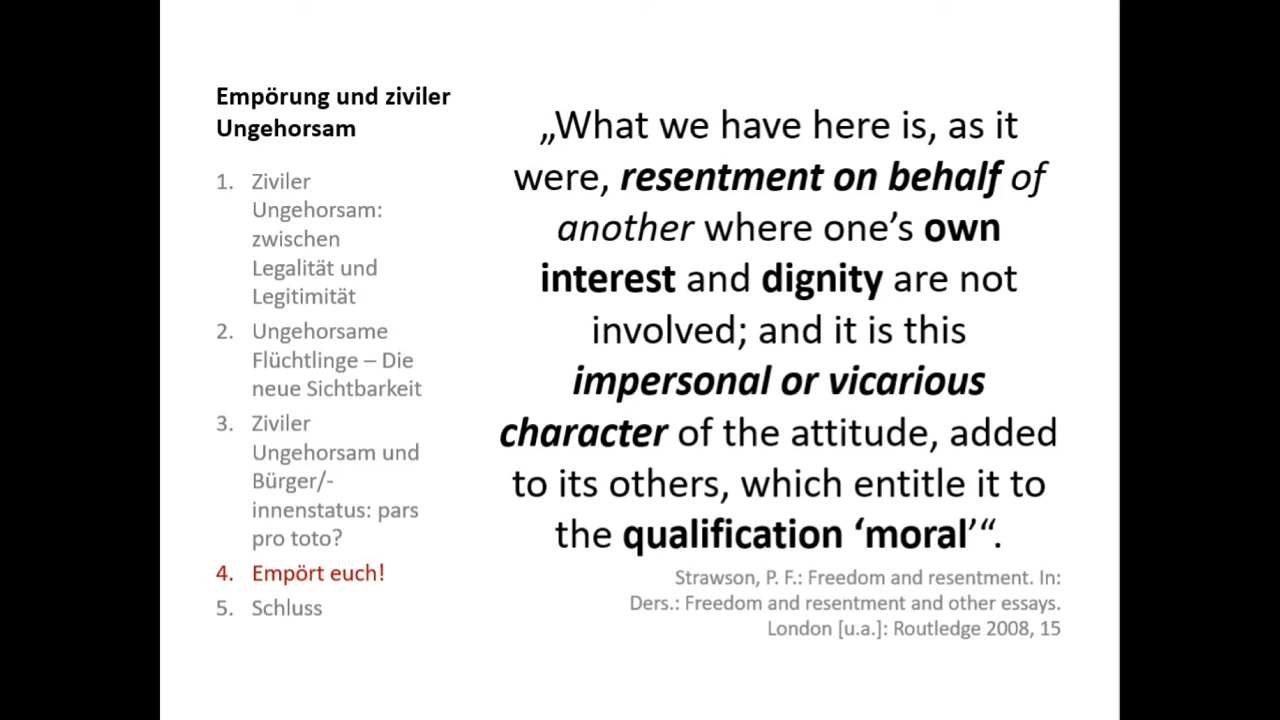 Empörung und ziviler
Ungehorsam
1. Ziviler
Ungehorsam:
zwischen
Legalität und
Legitimität
2. Ungehorsame
Flüchtlinge – Die
neue Sichtbarkeit
3. Ziviler
Ungehorsam und
Bürger/-
innenstatus: pars
pro toto?
4. Empört euch!
5. Schluss
„What we have here is, as it
were, resentment on behalf of
another where one’s own
interest and dignity are not
involved; and it is this
impersonal or vicarious
character of the attitude, added
to its others, which entitle it to
the qualification ‘moral’“.
Strawson, P. F.: Freedom and resentment. In:
Ders.: Freedom and resentment and other essays.
London [u.a.]: Routledge 2008, 15